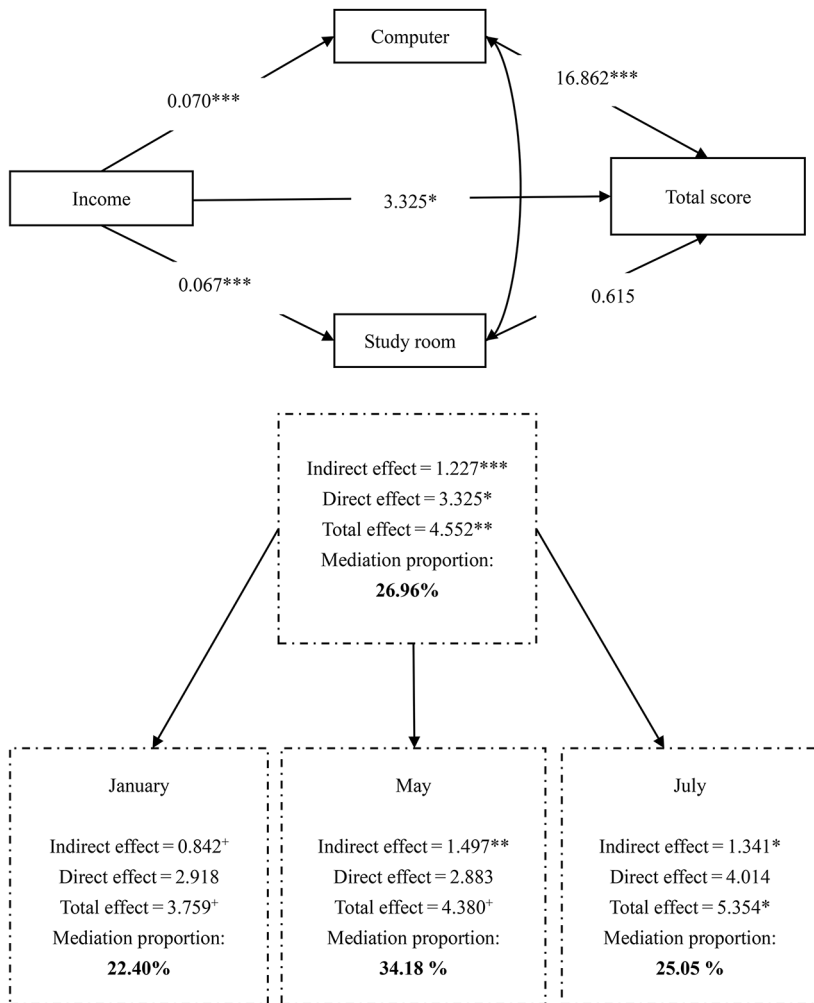 Computer
0.070***
16.862***
Income
3.325*
Total score
0.067***
0.615
Study room
Indirect effect = 1.227***
Direct effect = 3.325*
Total effect = 4.552**
Mediation proportion:
26.96%
January
Indirect effect = 0.842⁺
Direct effect = 2.918
Total effect = 3.759⁺
Mediation proportion:
22.40%
May
Indirect effect = 1.497**
Direct effect = 2.883
Total effect = 4.380⁺
Mediation proportion:
34.18 %
July
Indirect effect = 1.341*
Direct effect = 4.014
Total effect = 5.354*
Mediation proportion:
25.05 %